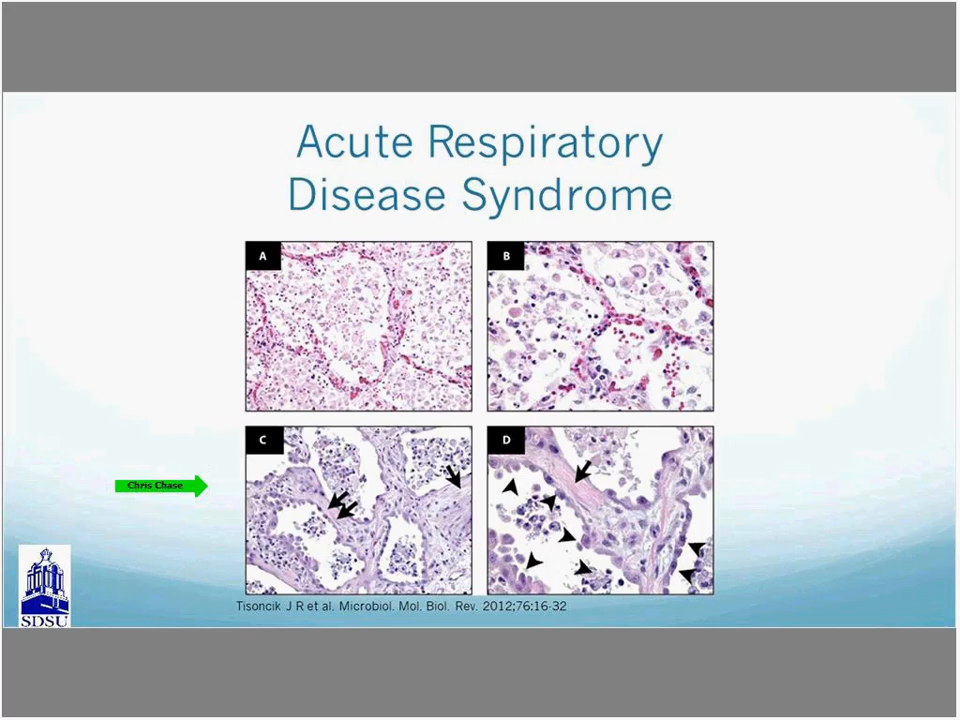 Acute Respiratory
Disease Syndrome
A
B
C
D
Chris Chase
SDSU
Tisoncik J R et al. Microbiol. Mol. Biol. Rev. 2012;76:16-32